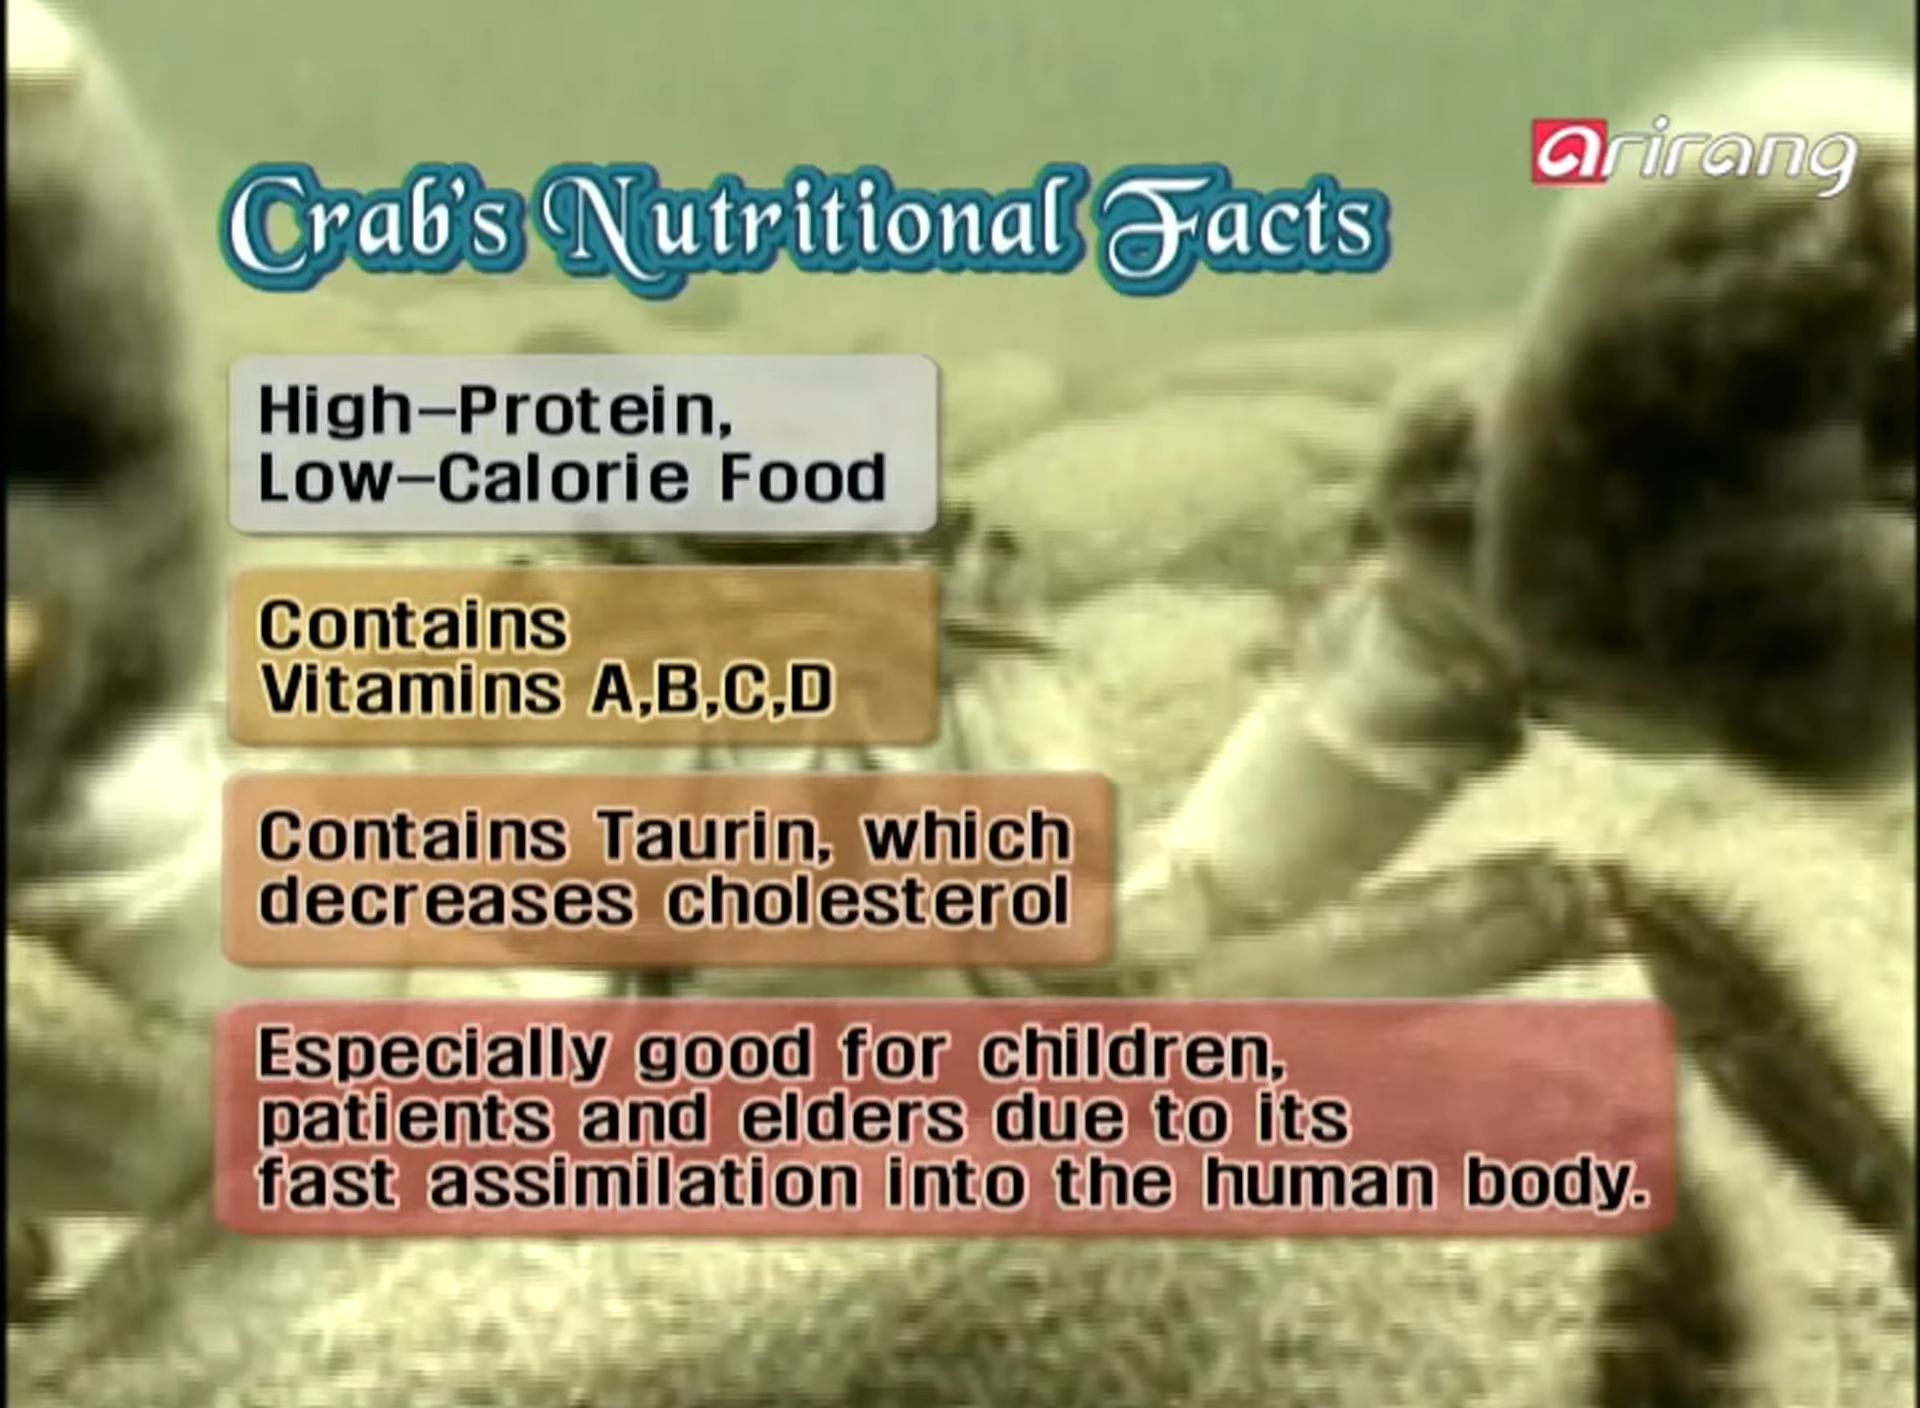 arirang
Crab's Nutritional Facts
High-Protein,
Low-Calorie Food
Contains
Vitamins A,B,C,D
Contains Taurin, which
decreases cholesterol
Especially good for children,
patients and elders due to its
fast assimilation into the human body.